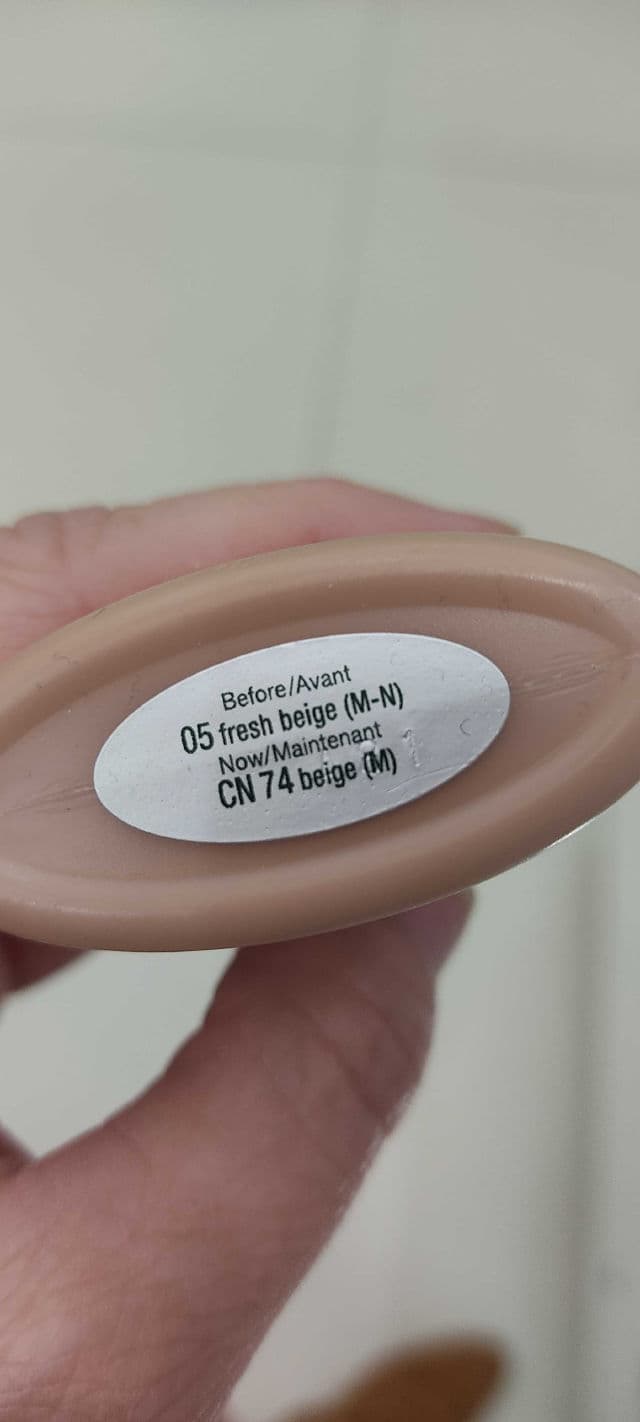 Before/Avant
05 fresh beige (M-N)
Now/Maintenant
CN 74 beige (M)